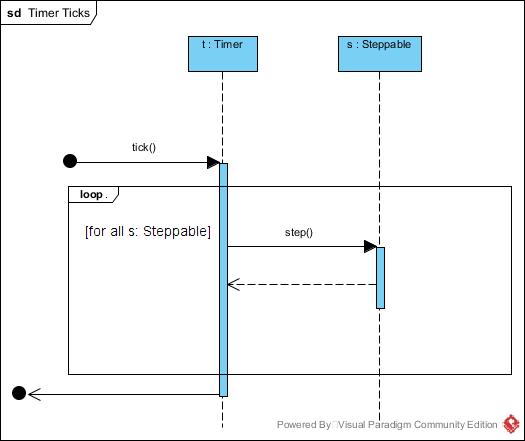 sd Timer Ticks
t : Timer
s : Steppable
tick()
loop .
[for all s: Steppable]
step()
Powered By Visual Paradigm Community Edition